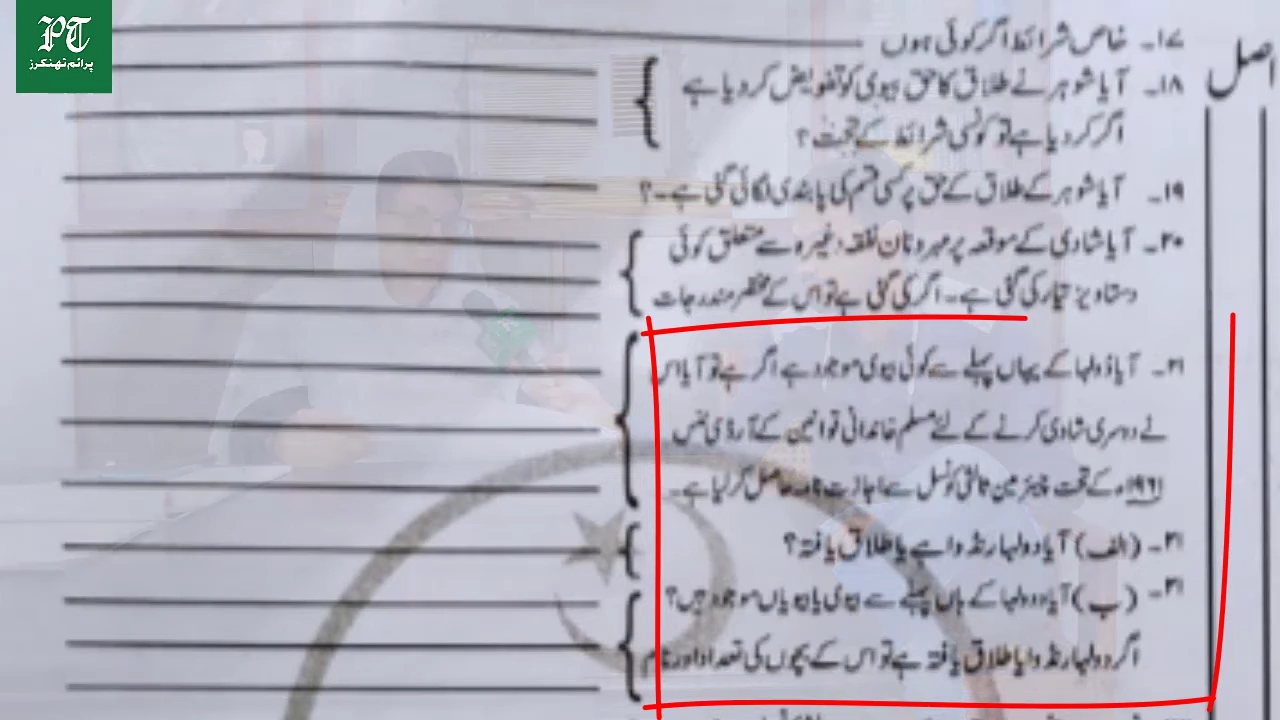 PT
پرائم تھنکرز
اصل
۱۷۔ خاص شرائط اگر کوئی ہوں
۱۸۔ آیا شوہر نے طلاق کا حق بیوی کو تفویض کر دیا ہے
اگر کر دیا ہے تو کونسی شرائط کے تحت ؟
۱۹۔ آیا شوہر کے طلاق کے حق پر کسی قسم کی پابندی لگائی گئی ہے۔؟
۲۰۔ آیا شادی کے موقعہ پر مہر و نان نفقہ وغیرہ سے متعلق کوئی
دستاویز تیار کی گئی ہے۔ اگر کی گئی ہے تو اس کے مختصر مندرجات
۲۱۔ آیا دُولہا کے یہاں پہلے سے کوئی بیوی موجود ہے اگر ہے تو آیا اس
نے دوسری شادی کرنے کے لئے مسلم خاندانی قوانین کے آرڈی ننس
۱۹۶۱ء کے تحت چیئرمین ثالثی کونسل سے اجازت نامہ حاصل کر لیا ہے۔
۲۱۔ (الف) آیا دولہا رنڈوا ہے یا طلاق یافتہ؟
۲۱۔ (ب) آیا دولہا کے ہاں پہلے سے بیوی یا بیویاں موجود ہیں؟
اگر دولہا رنڈوا یا طلاق یافتہ ہے تو اس کے بچوں کی تعداد اور نام